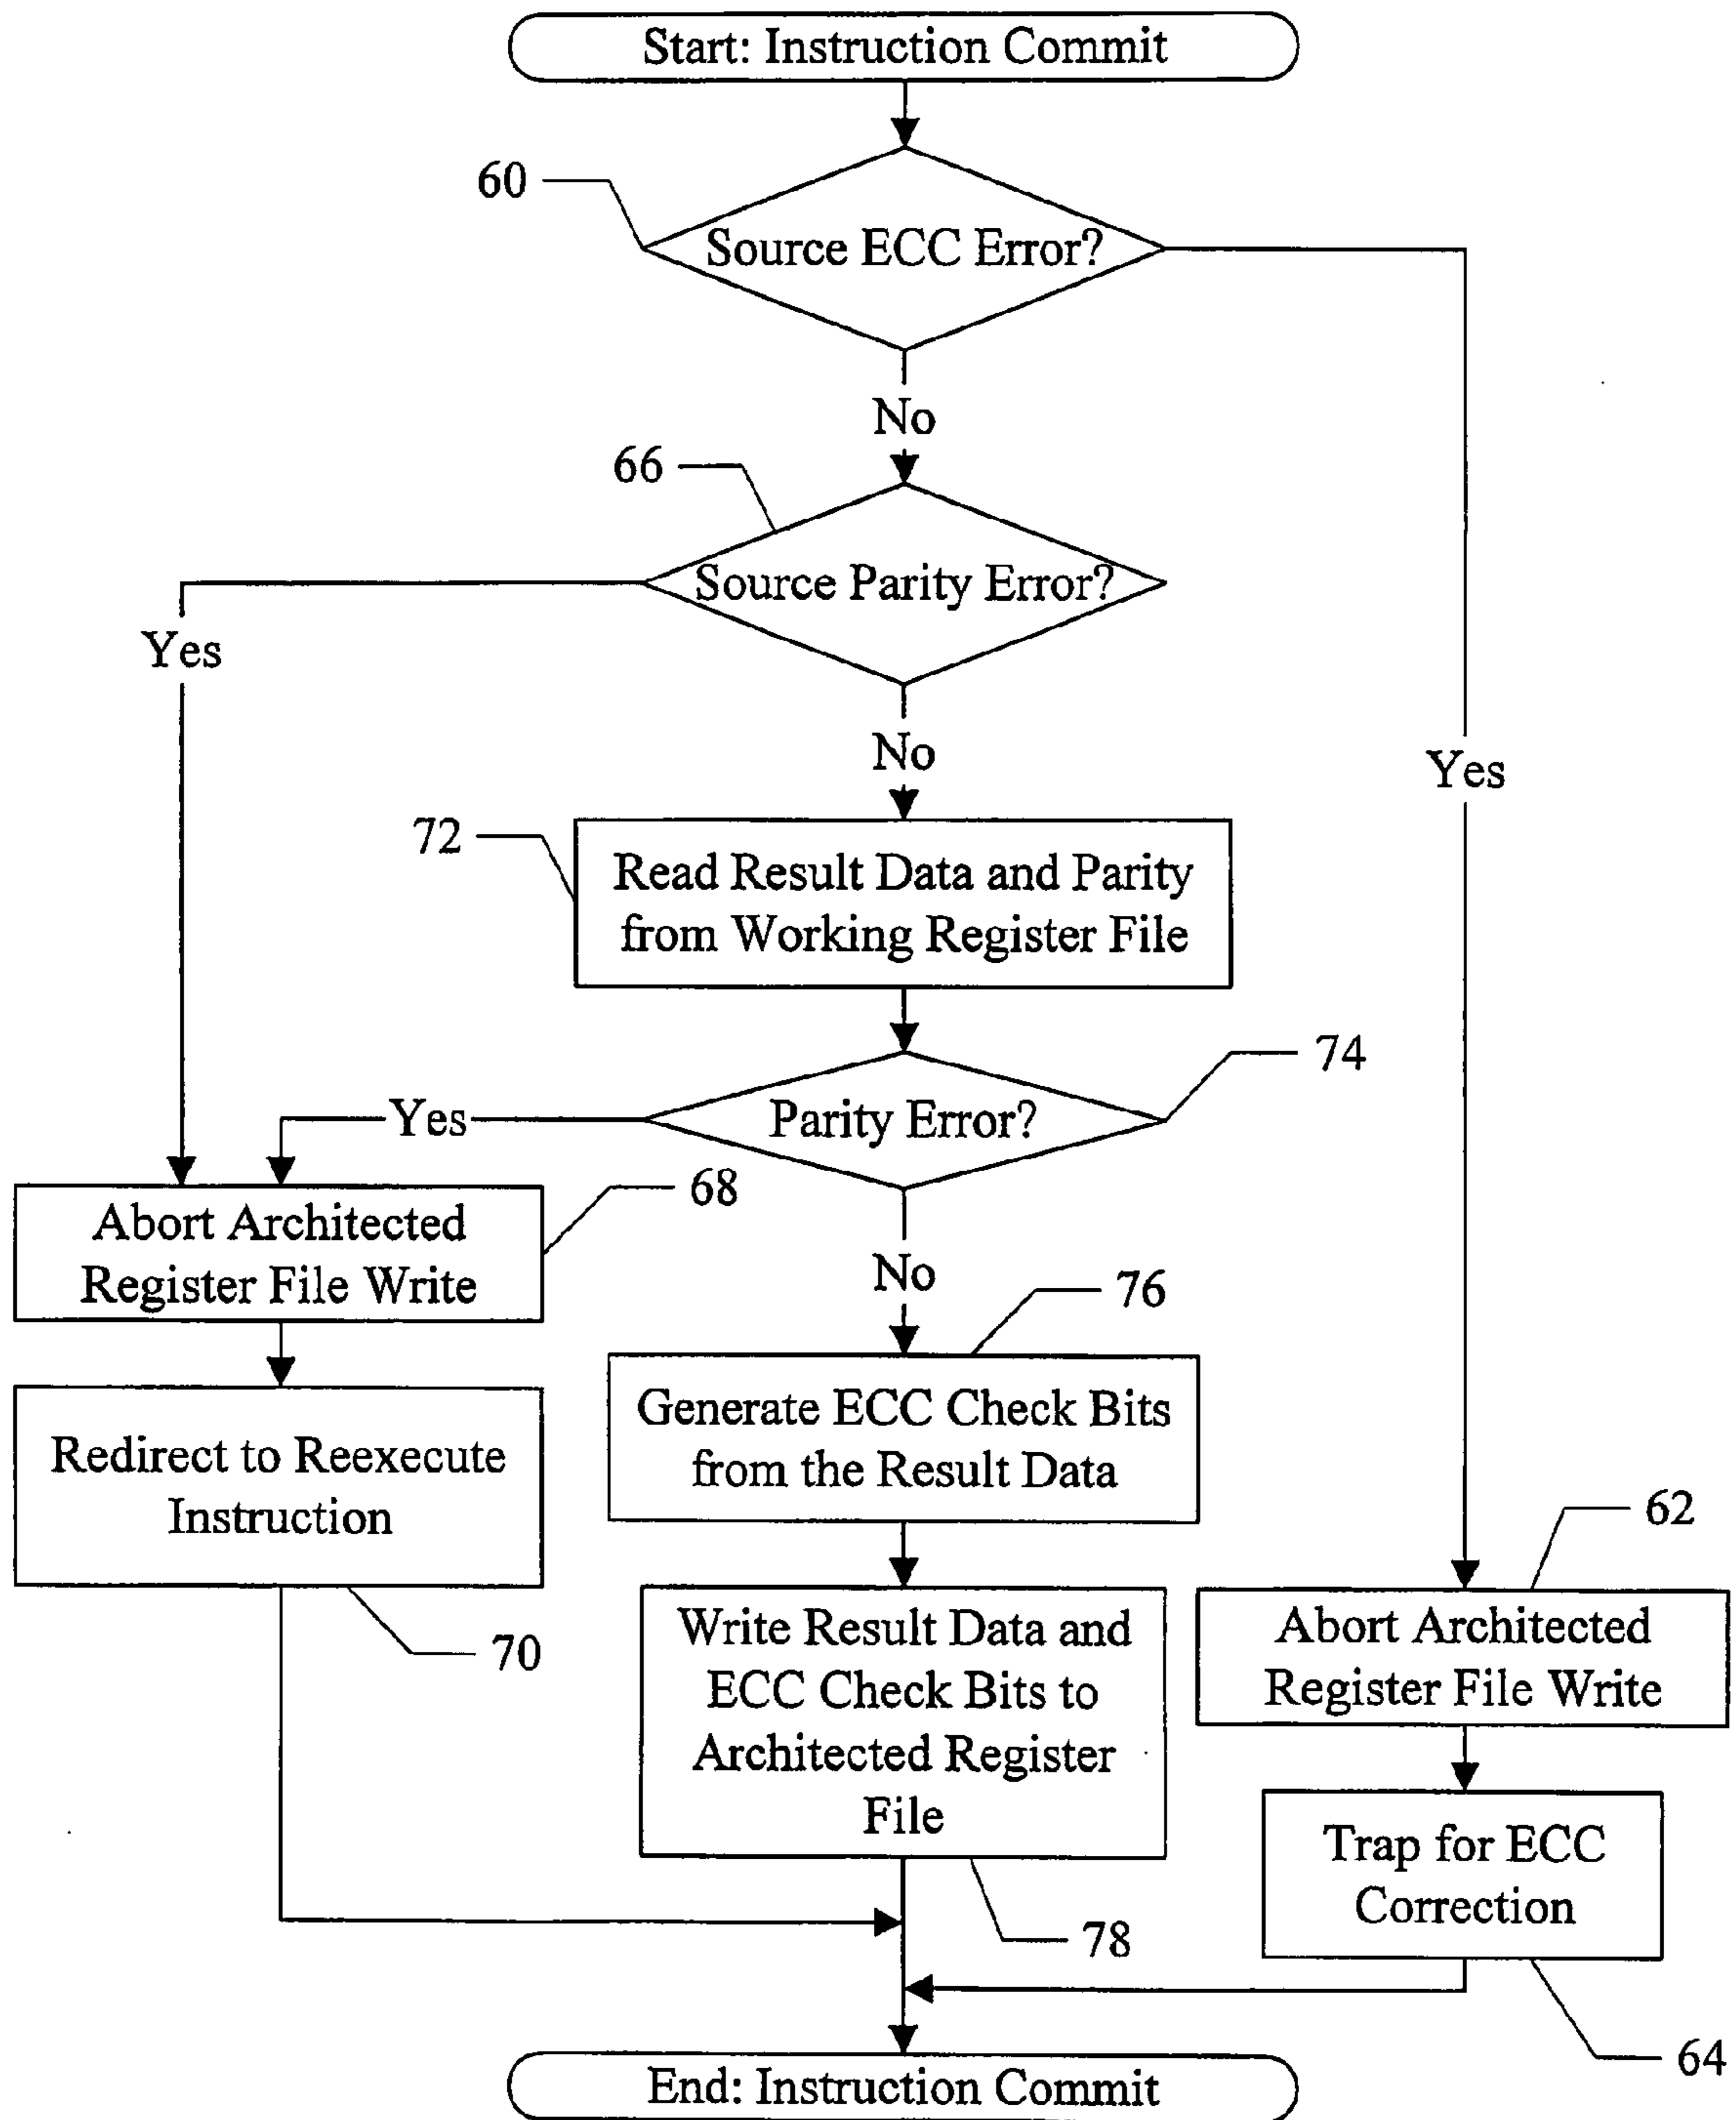 Start: Instruction Commit
60
Source ECC Error?
No
66
Source Parity Error?
Yes
No
Yes
72
Read Result Data and Parity
from Working Register File
74
Yes
Parity Error?
68
Abort Architected
Register File Write
No
76
Generate ECC Check Bits
from the Result Data
Redirect to Reexecute
Instruction
62
70
Write Result Data and
ECC Check Bits to
Architected Register
File
Abort Architected
Register File Write
Trap for ECC
Correction
78
64
End: Instruction Commit